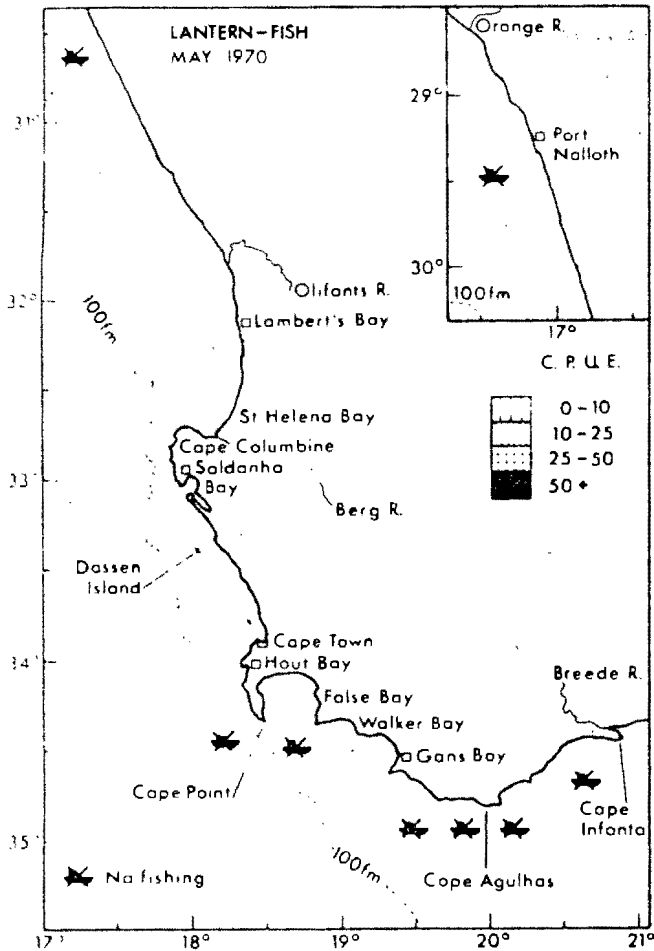 LANTERN-FISH
MAY 1970
Orange R.
29°
Port
Nalloth
30°
100fm
17°
31°
Olifants R.
32°
100fm
Lambert's Bay
C. P. U. E.
0-10
10-25
25-50
50+
St Helena Bay
Cape Columbine
Saldanha
Bay
33°
Berg R.
Dassen
Island
Cape Town
34°
Hout Bay
Breede R.
False Bay
Walker Bay
Gans Bay
Cape Point
Cape
Infanta
35°
100fm
No fishing
Cape Agulhas
17°
18°
19°
20°
21°